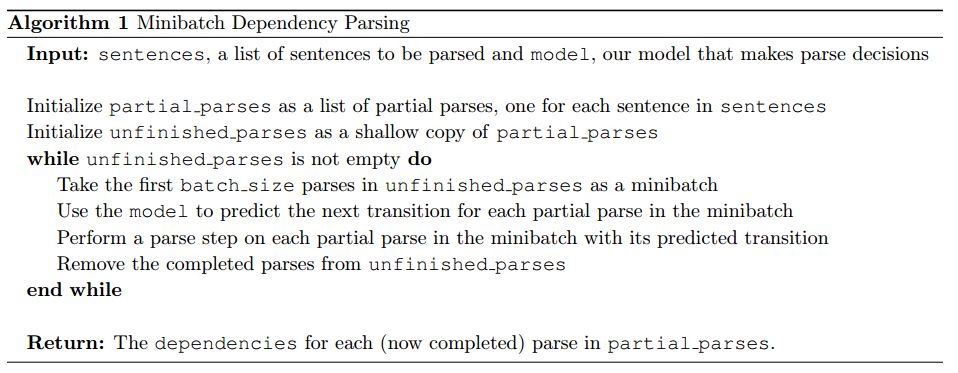 Algorithm 1 Minibatch Dependency Parsing
Input: sentences, a list of sentences to be parsed and model, our model that makes parse decisions
Initialize partial_parses as a list of partial parses, one for each sentence in sentences
Initialize unfinished_parses as a shallow copy of partial_parses
while unfinished_parses is not empty do
Take the first batch_size parses in unfinished_parses as a minibatch
Use the model to predict the next transition for each partial parse in the minibatch
Perform a parse step on each partial parse in the minibatch with its predicted transition
Remove the completed parses from unfinished_parses
end while
Return: The dependencies for each (now completed) parse in partial_parses.